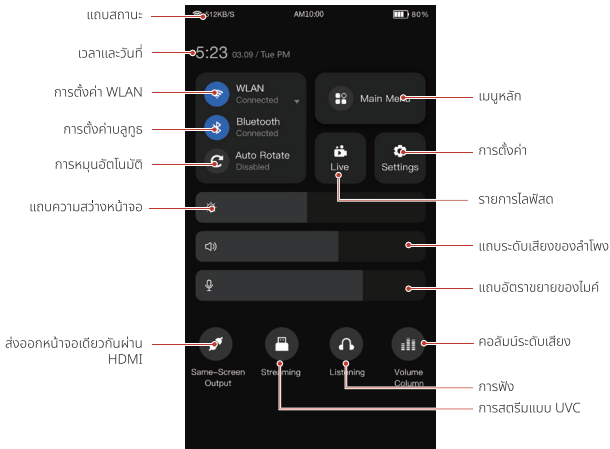 แถบสถานะ
512KB/S AM10:00 80%
เวลาและวันที่
5:23 03.09 / Tue PM
การตั้งค่า WLAN
WLAN
Connected
Main Menu
เมนูหลัก
การตั้งค่าบลูทูธ
Bluetooth
Connected
การหมุนอัตโนมัติ
Auto Rotate
Disabled
Live
Settings
การตั้งค่า
รายการไลฟ์สด
แถบความสว่างหน้าจอ
แถบระดับเสียงของลำโพง
แถบอัตราขยายของไมค์
ส่งออกหน้าจอเดียวกันผ่าน
HDMI
คอลัมน์ระดับเสียง
Same-Screen
Output
Streaming
Listening
Volume
Column
การฟัง
การสตรีมแบบ UVC